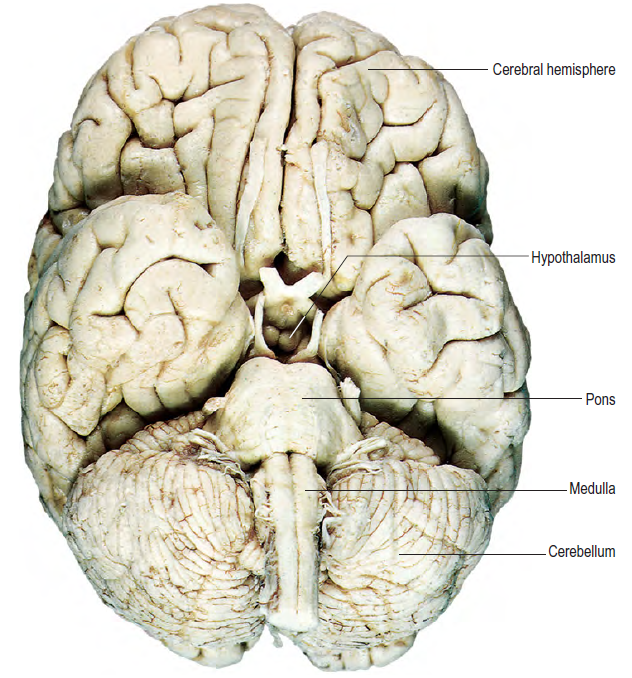 Cerebral hemisphere
Hypothalamus
Pons
Medulla
Cerebellum